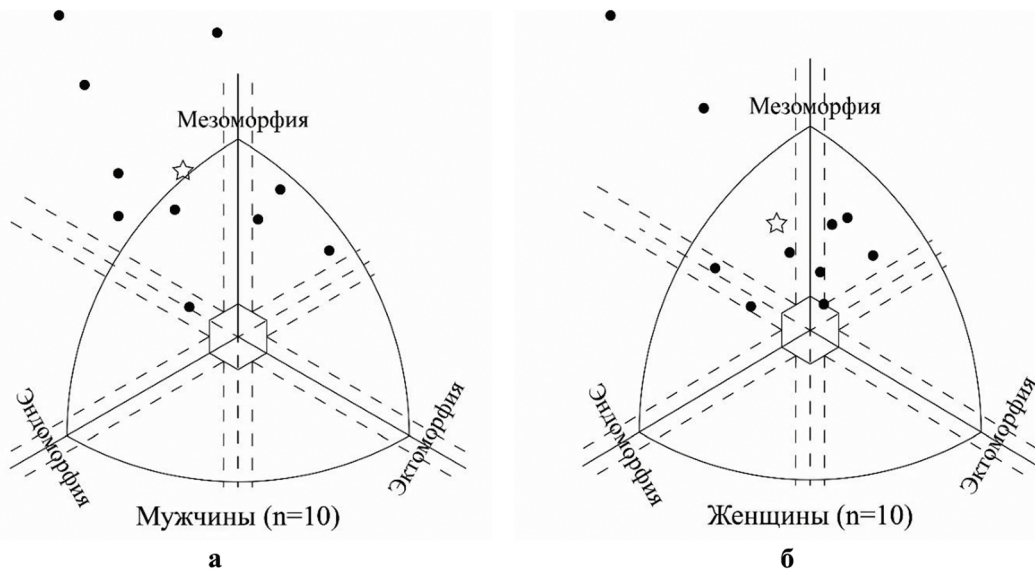 Мезоморфия
Эндоморфия
Эктоморфия
Мужчины (n=10)
а
Мезоморфия
Эндоморфия
Эктоморфия
Женщины (n=10)
б